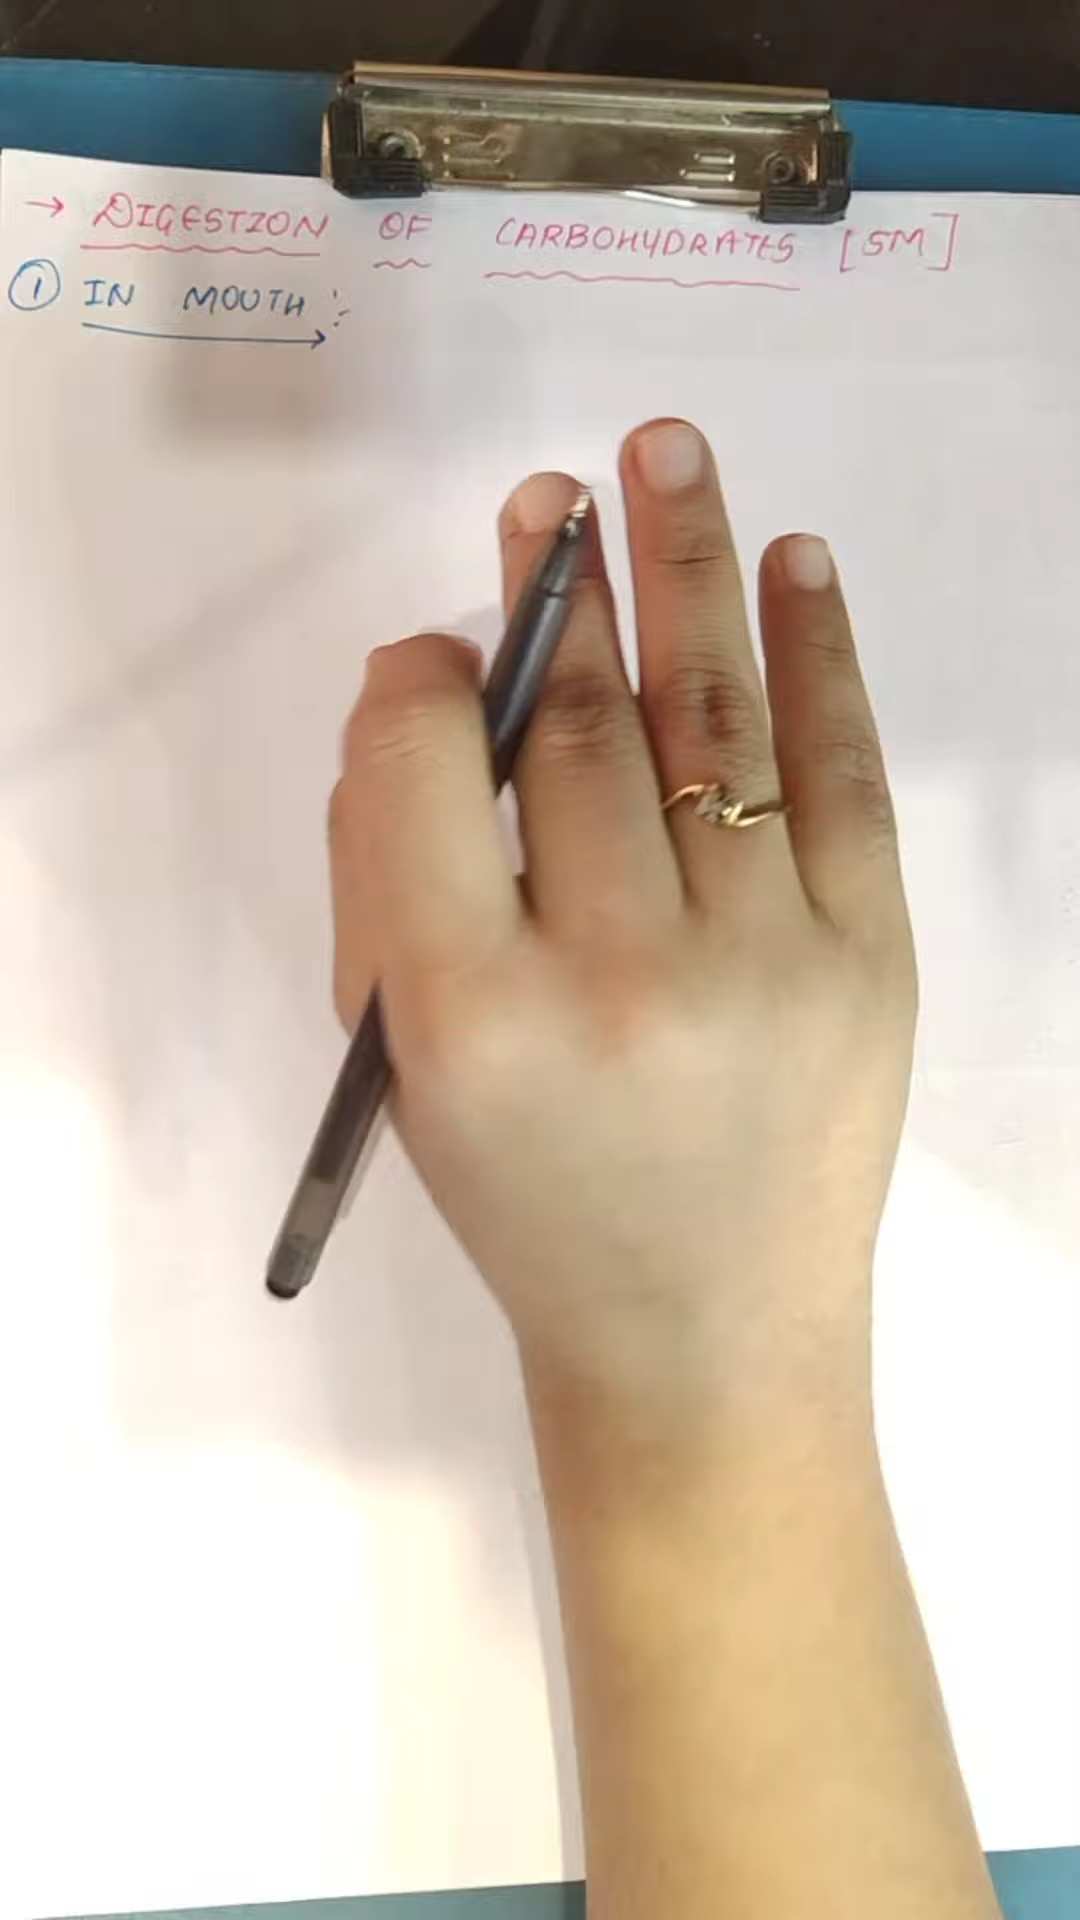 → DIGESTION OF CARBOHYDRATES [5M]
① IN MOUTH :-